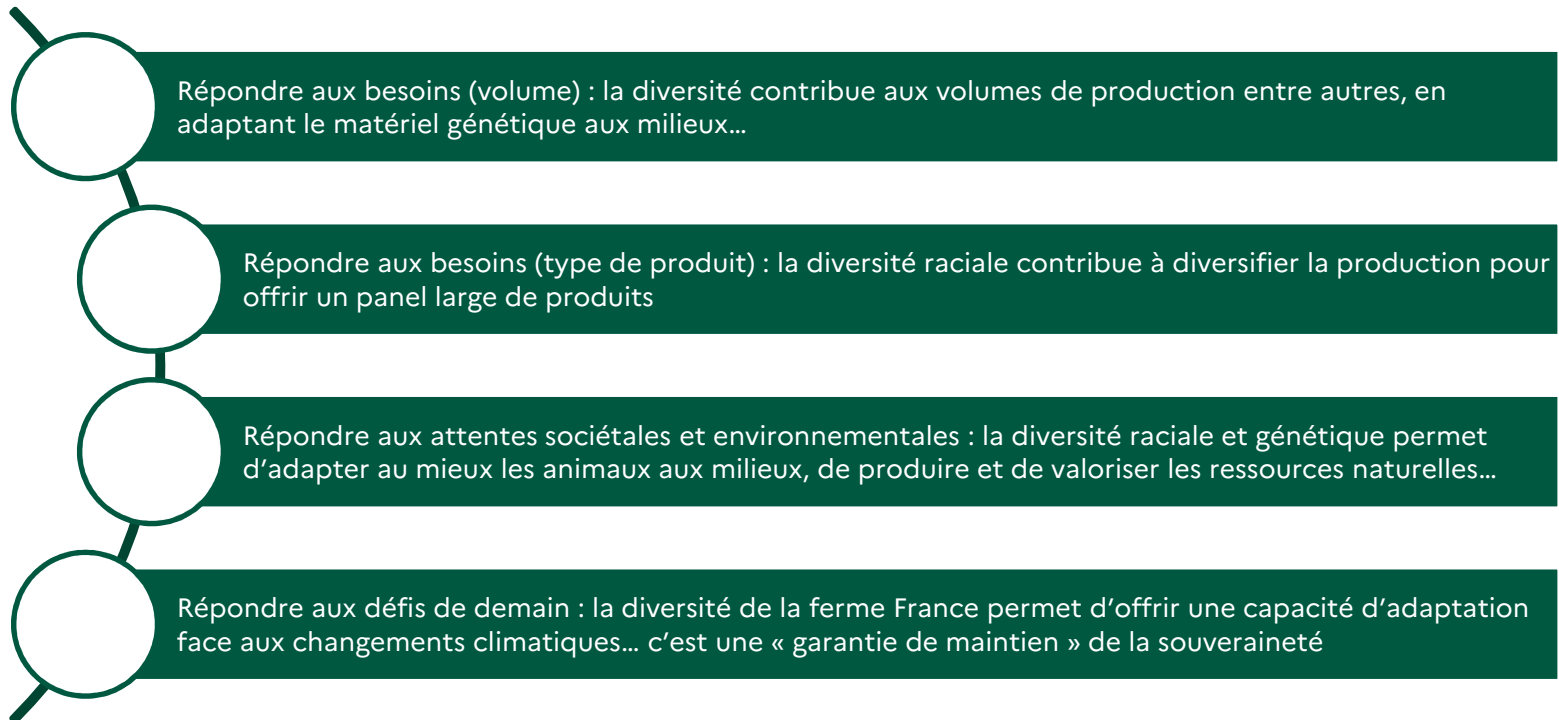 Répondre aux besoins (volume) : la diversité contribue aux volumes de production entre autres, en
adaptant le matériel génétique aux milieux…
Répondre aux besoins (type de produit) : la diversité raciale contribue à diversifier la production pour
offrir un panel large de produits
Répondre aux attentes sociétales et environnementales : la diversité raciale et génétique permet
d’adapter au mieux les animaux aux milieux, de produire et de valoriser les ressources naturelles…
Répondre aux défis de demain : la diversité de la ferme France permet d’offrir une capacité d’adaptation
face aux changements climatiques… c’est une « garantie de maintien » de la souveraineté